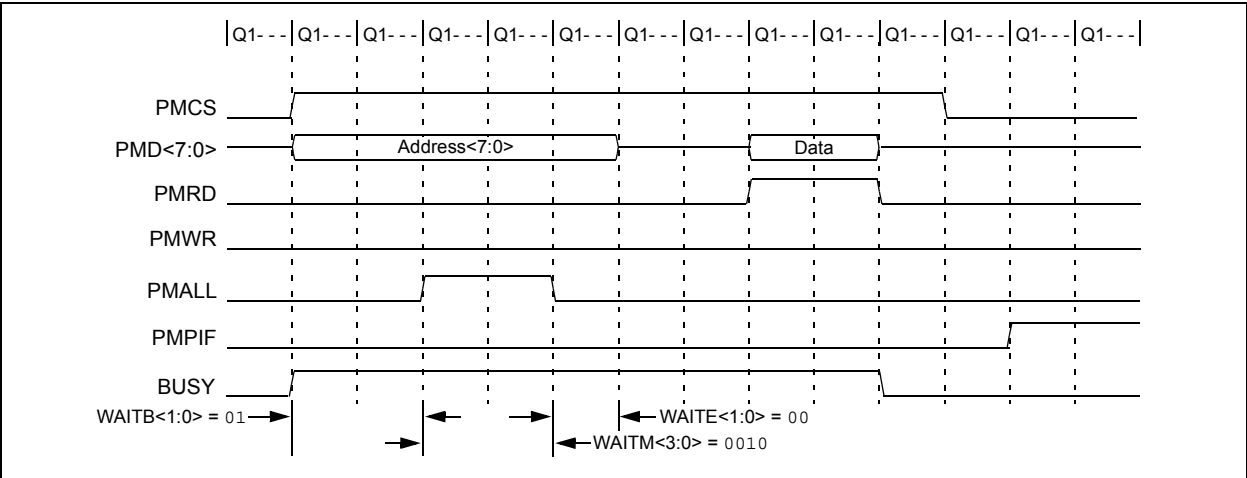 Q1- - - Q1- - - Q1- - - Q1- - - Q1- - - Q1- - - Q1- - - Q1- - - Q1- - - Q1- - - Q1- - - Q1- - - Q1- - - Q1- - -
PMCS
PMD<7:0> Address<7:0> Data
PMRD
PMWR
PMALL
PMPIF
BUSY
WAITB<1:0> = 01 WAITE<1:0> = 00
WAITM<3:0> = 0010